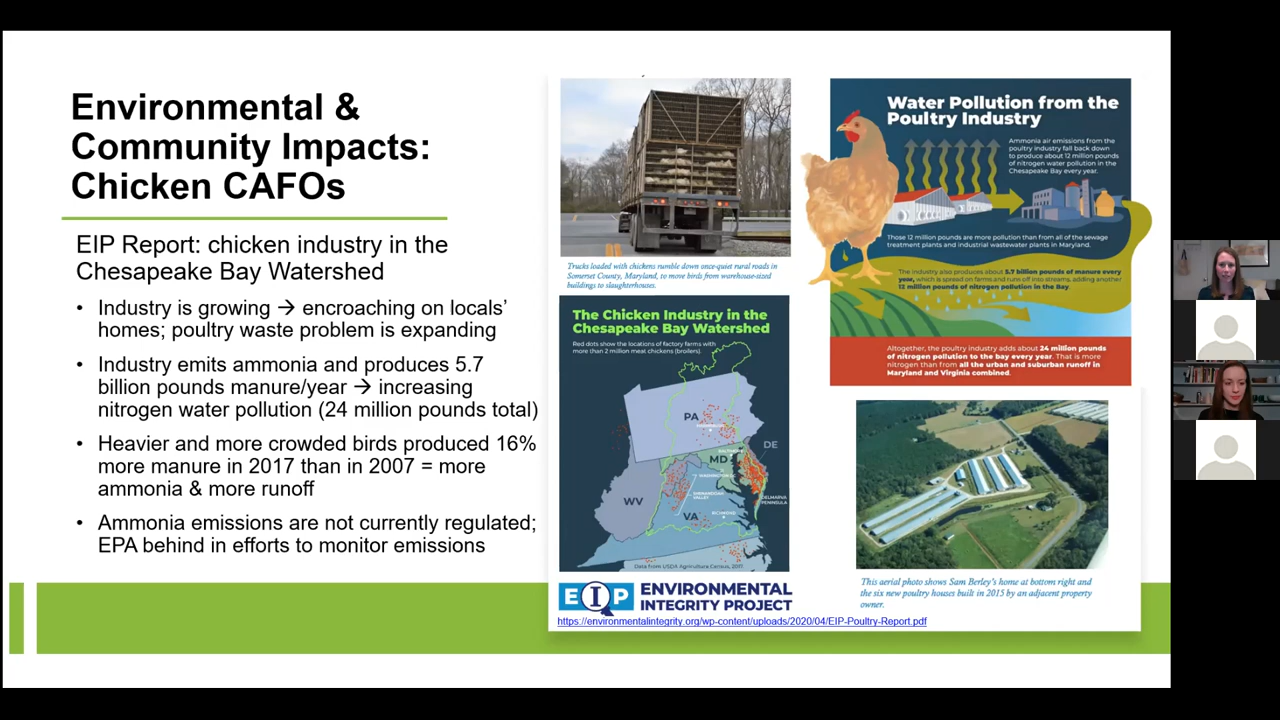 Environmental &
Community Impacts:
Chicken CAFOs
EIP Report: chicken industry in the
Chesapeake Bay Watershed
• Industry is growing → encroaching on locals’
homes; poultry waste problem is expanding
• Industry emits ammonia and produces 5.7
billion pounds manure/year → increasing
nitrogen water pollution (24 million pounds total)
• Heavier and more crowded birds produced 16%
more manure in 2017 than in 2007 = more
ammonia & more runoff
• Ammonia emissions are not currently regulated;
EPA behind in efforts to monitor emissions
Trucks loaded with chickens rumble down once-quiet rural roads in
Somerset County, Maryland, to move birds from warehouse-sized
buildings to slaughterhouses.
The Chicken Industry in the
Chesapeake Bay Watershed
Red dots show the locations of factory farms with
more than 2 million meat chickens (broilers).
PA
DE
MD
WV
VA
BALTIMORE
WASHINGTON
SHENANDOAH
VALLEY
DELMARVA
PENINSULA
RICHMOND
Data from USDA Agriculture Census, 2017.
EIP
ENVIRONMENTAL
INTEGRITY PROJECT
https://environmentalintegrity.org/wp-content/uploads/2020/04/EIP-Poultry-Report.pdf
Water Pollution from the
Poultry Industry
Ammonia air emissions from the
poultry industry fall back down
to produce about 12 million pounds
of nitrogen water pollution in the
Chesapeake Bay every year.
Those 12 million pounds are more pollution than from all of the sewage
treatment plants and industrial wastewater plants in Maryland.
The industry also produces about 5.7 billion pounds of manure every
year, which is spread on farms and runs off into streams, adding another
12 million pounds of nitrogen pollution in the Bay.
Altogether, the poultry industry adds about 24 million pounds
of nitrogen pollution to the bay every year. That is more
nitrogen than from all the urban and suburban runoff in
Maryland and Virginia combined.
This aerial photo shows Sam Berley's home at bottom right and
the six new poultry houses built in 2015 by an adjacent property
owner.